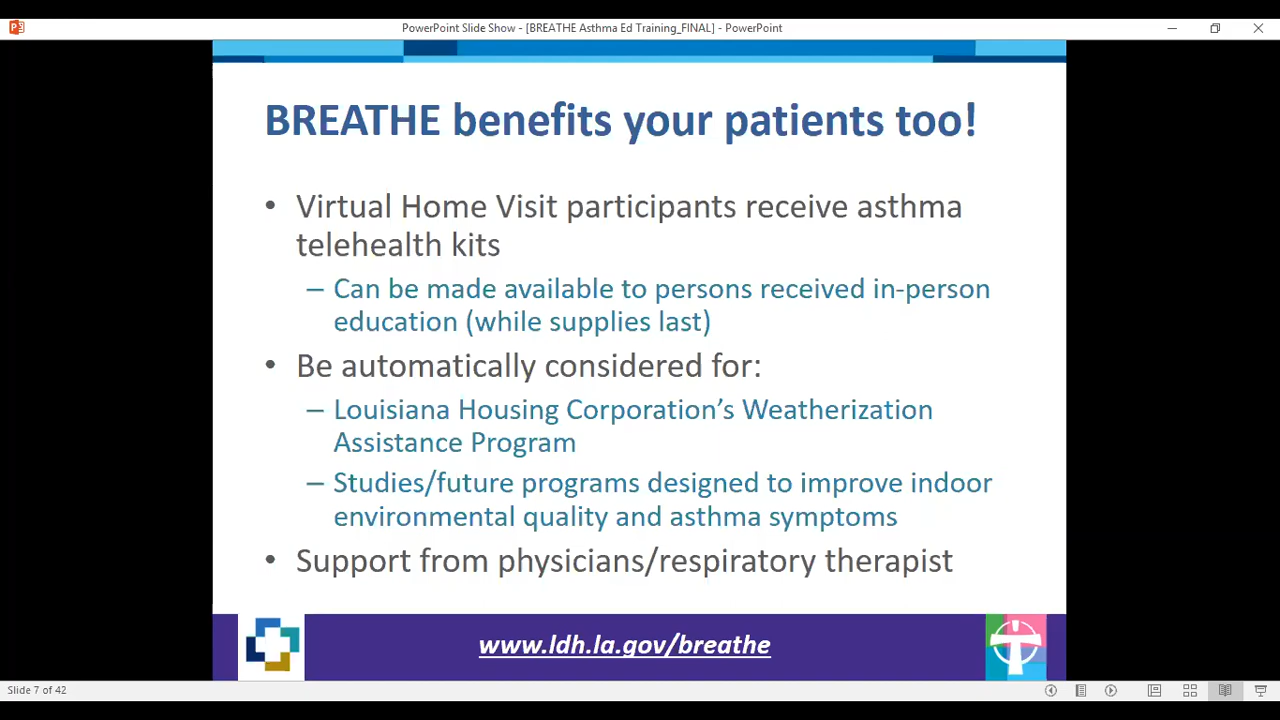 PowerPoint Slide Show - [BREATHE Asthma Ed Training_FINAL] - PowerPoint
BREATHE benefits your patients too!
• Virtual Home Visit participants receive asthma
telehealth kits
– Can be made available to persons received in-person
education (while supplies last)
• Be automatically considered for:
– Louisiana Housing Corporation’s Weatherization
Assistance Program
– Studies/future programs designed to improve indoor
environmental quality and asthma symptoms
• Support from physicians/respiratory therapist
www.ldh.la.gov/breathe
Slide 7 of 42